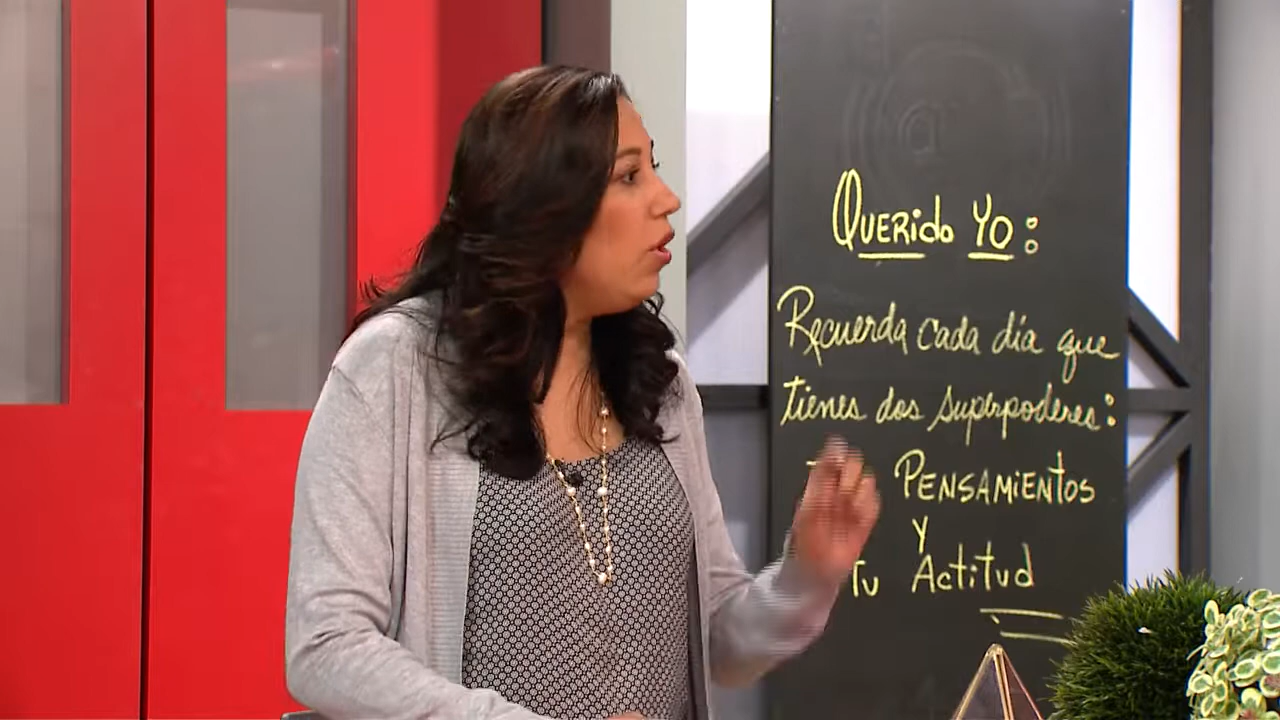 Querido Yo:
Recuerda cada día que
tienes dos superpoderes:
Pensamientos
y
Tu Actitud